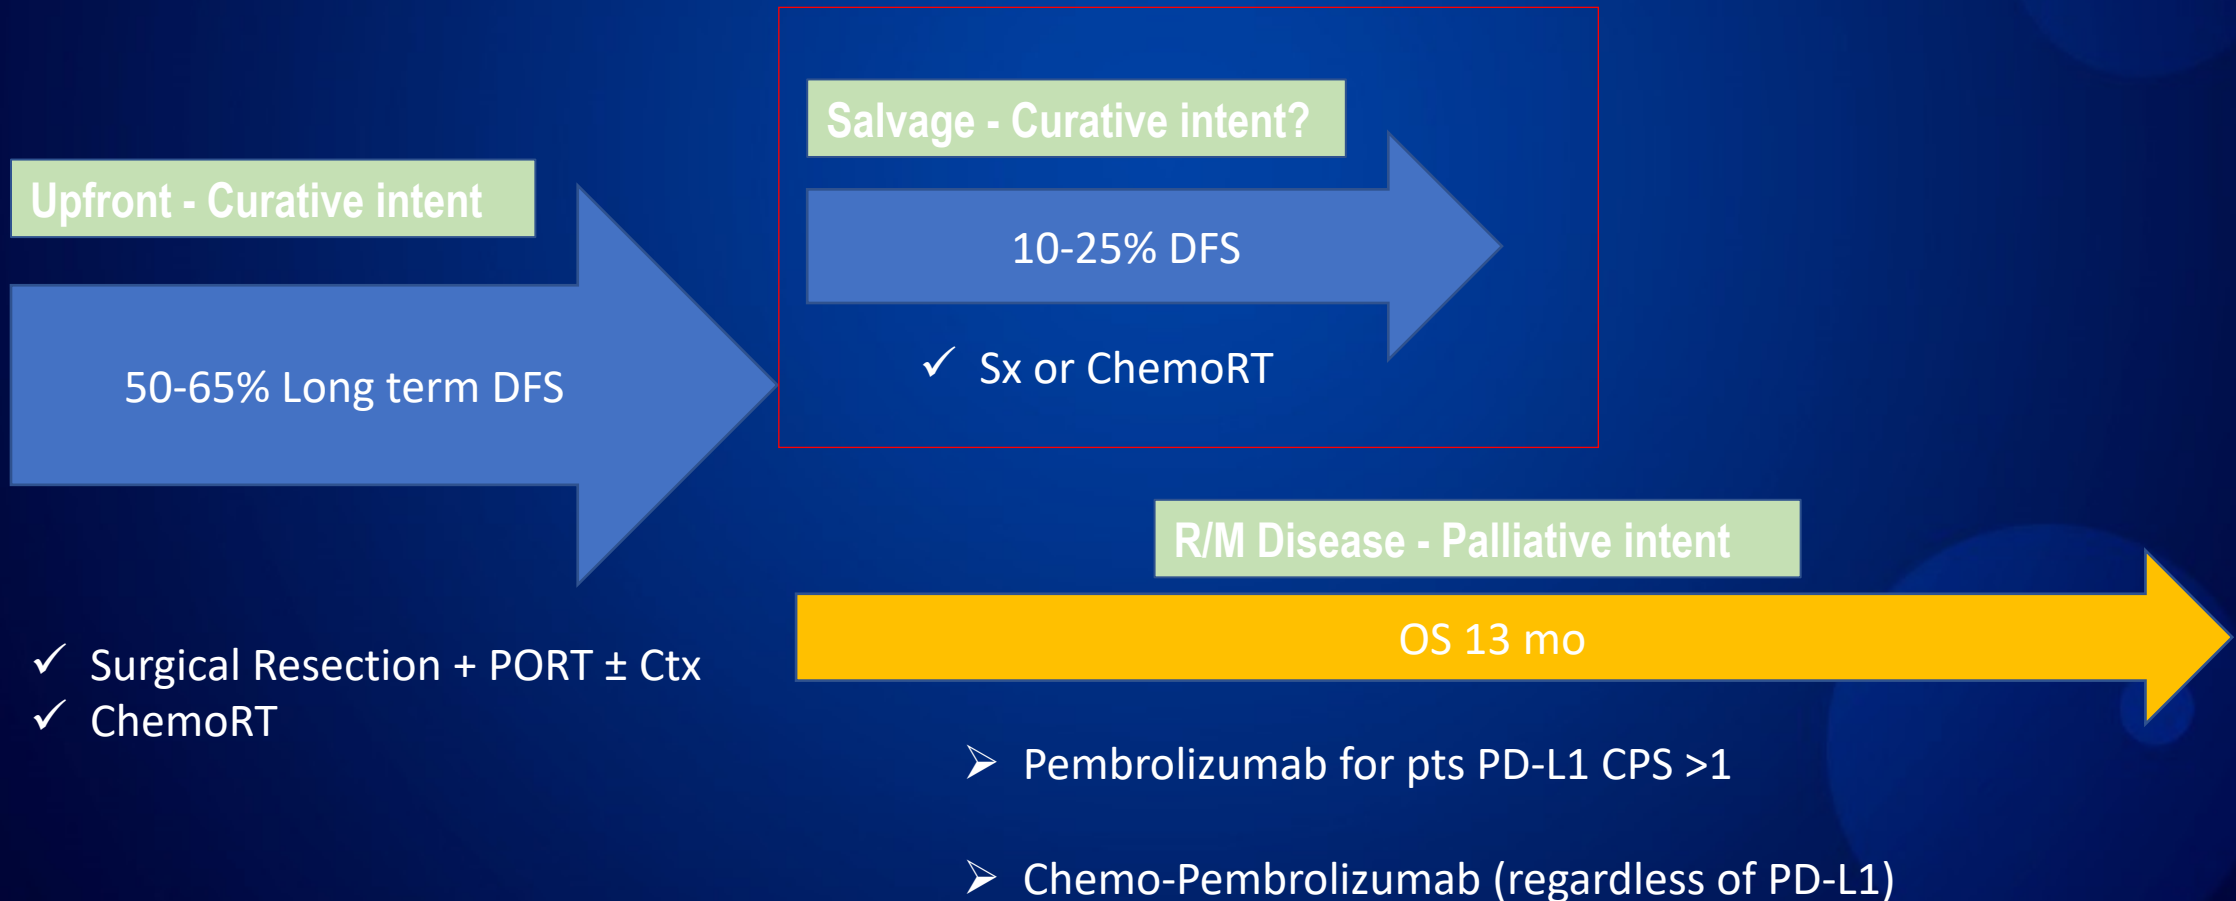 Upfront - Curative intent
50-65% Long term DFS
✓ Surgical Resection + PORT ± Ctx
✓ ChemoRT
Salvage - Curative intent?
10-25% DFS
✓ Sx or ChemoRT
R/M Disease - Palliative intent
OS 13 mo
➢ Pembrolizumab for pts PD-L1 CPS >1
➢ Chemo-Pembrolizumab (regardless of PD-L1)